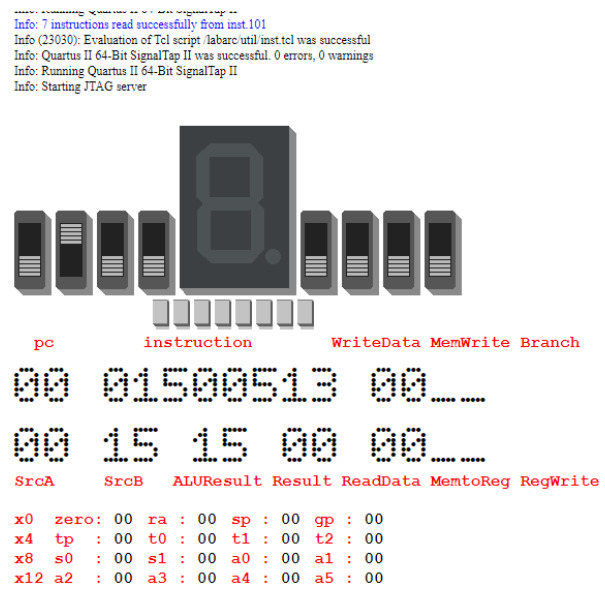 Info: 7 instructions read successfully from inst.101
Info (23030): Evaluation of Tcl script /labarc/util/inst.tcl was successful
Info: Quartus II 64-Bit SignalTap II was successful. 0 errors, 0 warnings
Info: Running Quartus II 64-Bit SignalTap II
Info: Starting JTAG server
pc instruction WriteData MemWrite Branch
00 01500513 00__
00 15 15 00 00__
SrcA SrcB ALUResult Result ReadData MemtoReg RegWrite
x0 zero: 00 ra : 00 sp : 00 gp : 00
x4 tp : 00 t0 : 00 t1 : 00 t2 : 00
x8 s0 : 00 s1 : 00 a0 : 00 a1 : 00
x12 a2 : 00 a3 : 00 a4 : 00 a5 : 00